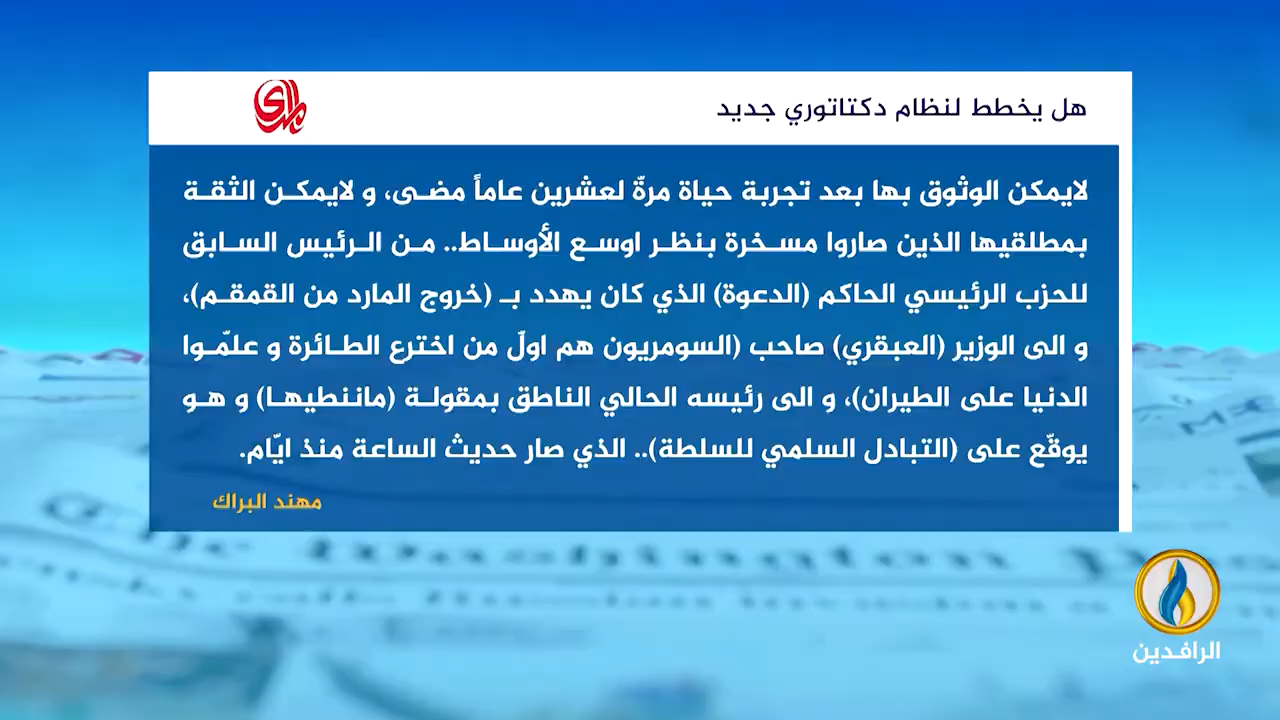 هل يخطط لنظام دكتاتوري جديد
المدى
لايمكن الوثوق بها بعد تجربة حياة مرّة لعشرين عاماً مضى، و لايمكن الثقة
بمطلقيها الذين صاروا مسخرة بنظر اوسع الأوساط.. من الرئيس السابق
للحزب الرئيسي الحاكم (الدعوة) الذي كان يهدد بـ (خروج المارد من القمقم)،
و الى الوزير (العبقري) صاحب (السومريون هم اولّ من اخترع الطائرة و علمّوا
الدنيا على الطيران)، و الى رئيسه الحالي الناطق بمقولة (ماننطيها) و هو
يوقّع على (التبادل السلمي للسلطة).. الذي صار حديث الساعة منذ ايّام.
مهند البراك
الرافدين